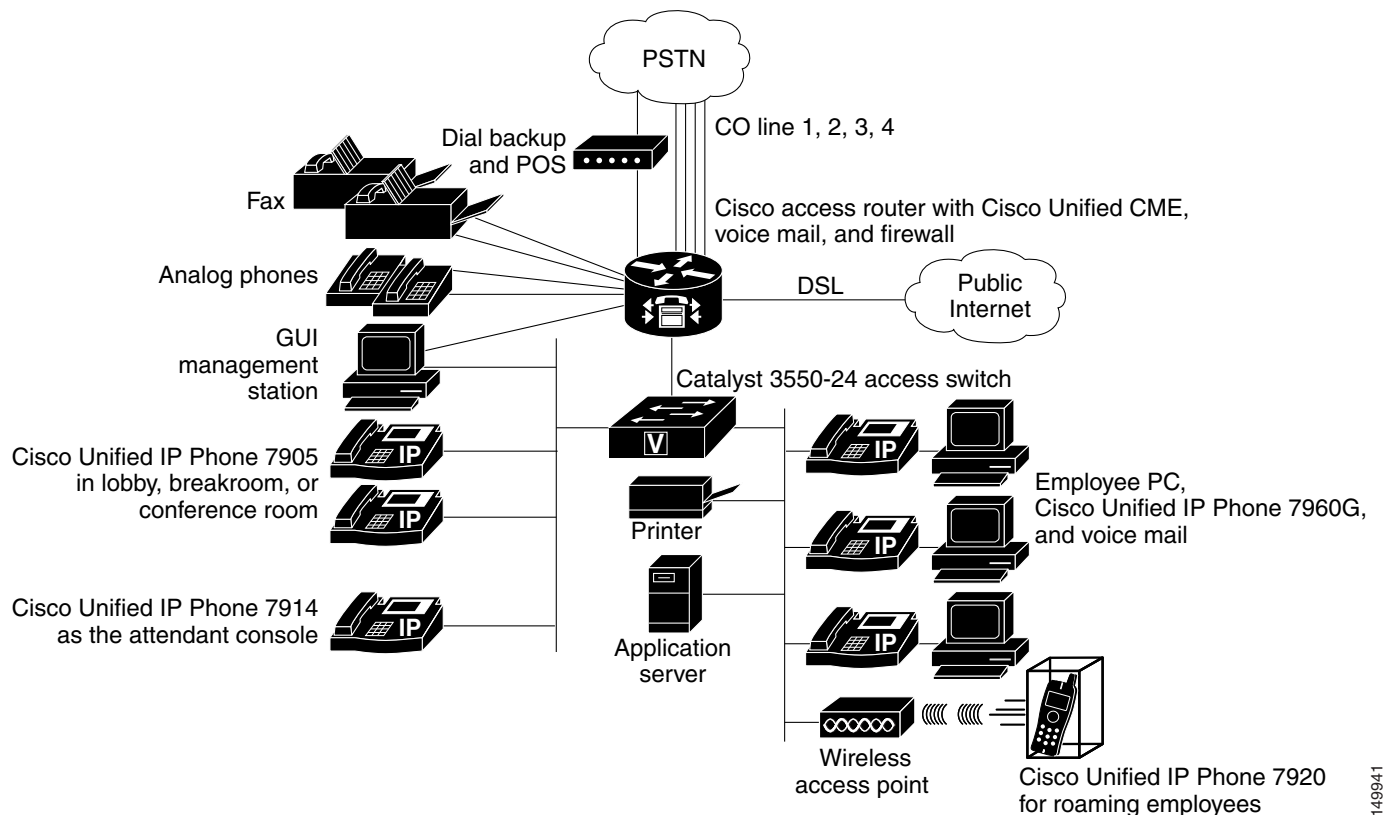 PSTN
CO line 1, 2, 3, 4
Dial backup
and POS
Fax
Cisco access router with Cisco Unified CME,
voice mail, and firewall
Analog phones
DSL
Public
Internet
GUI
management
station
Catalyst 3550-24 access switch
V
IP
IP
Cisco Unified IP Phone 7905
in lobby, breakroom, or
conference room
IP
Printer
Employee PC,
Cisco Unified IP Phone 7960G,
and voice mail
IP
Cisco Unified IP Phone 7914
as the attendant console
IP
IP
Application
server
Wireless
access point
Cisco Unified IP Phone 7920
for roaming employees
149941